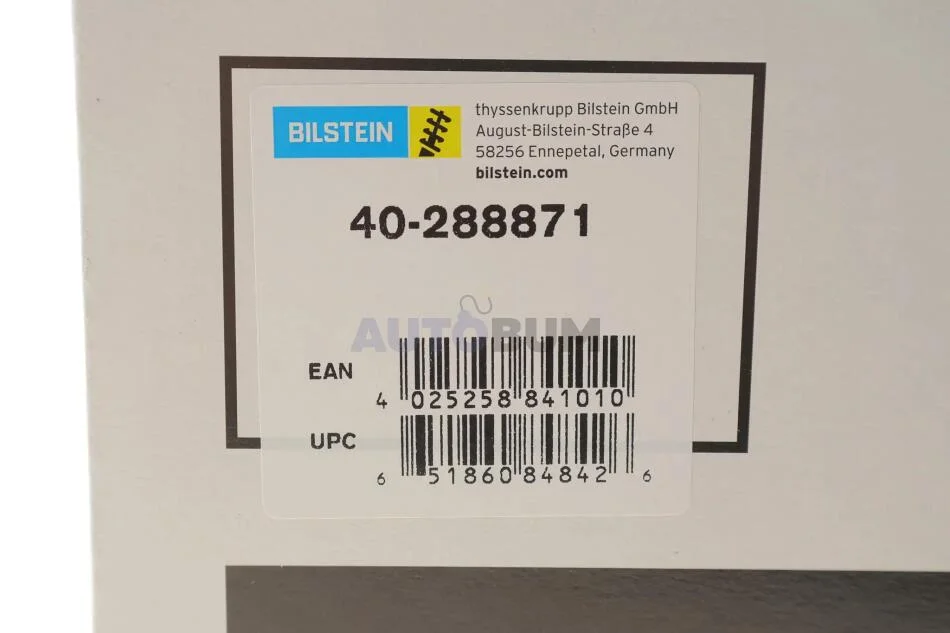 BILSTEIN
thyssenkrupp Bilstein GmbH
August-Bilstein-Straße 4
58256 Ennepetal, Germany
bilstein.com
40-288871
AUTOBUM
EAN
4 025258 841010
UPC
6 51860 84842 6